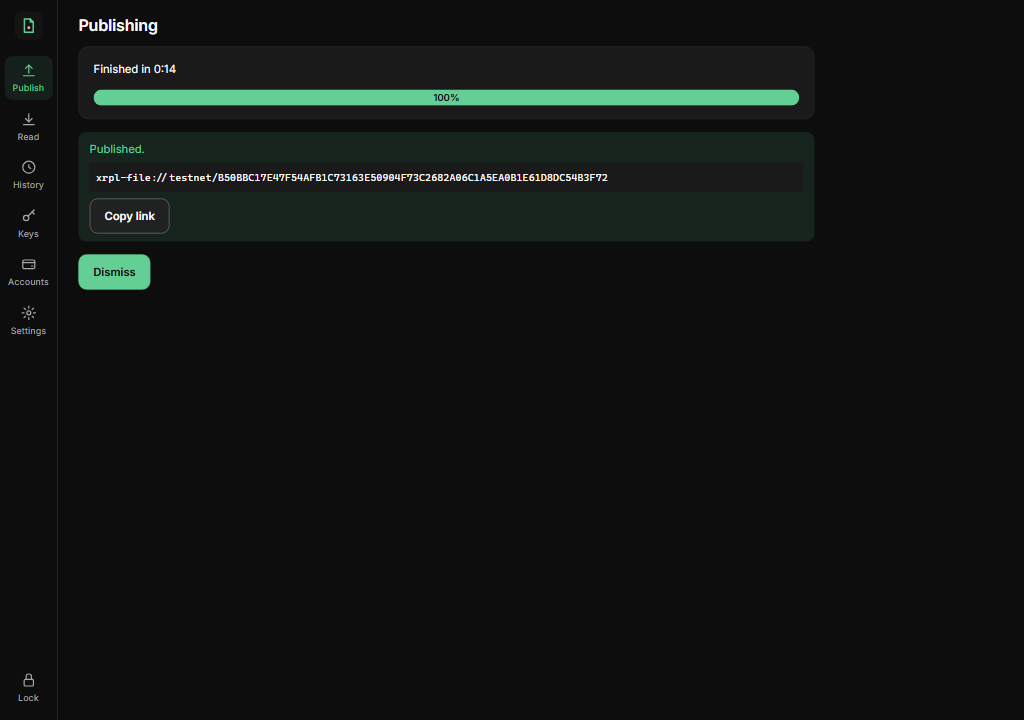 Publishing
Finished in 0:14
100%
Published.
xrpl-file://testnet/B50BBC17E47F54AFB1C73163E50904F73C2682A06C1A5EA0B1E61D8DC54B3F72
Copy link
Dismiss
Publish
Read
History
Keys
Accounts
Settings
Lock